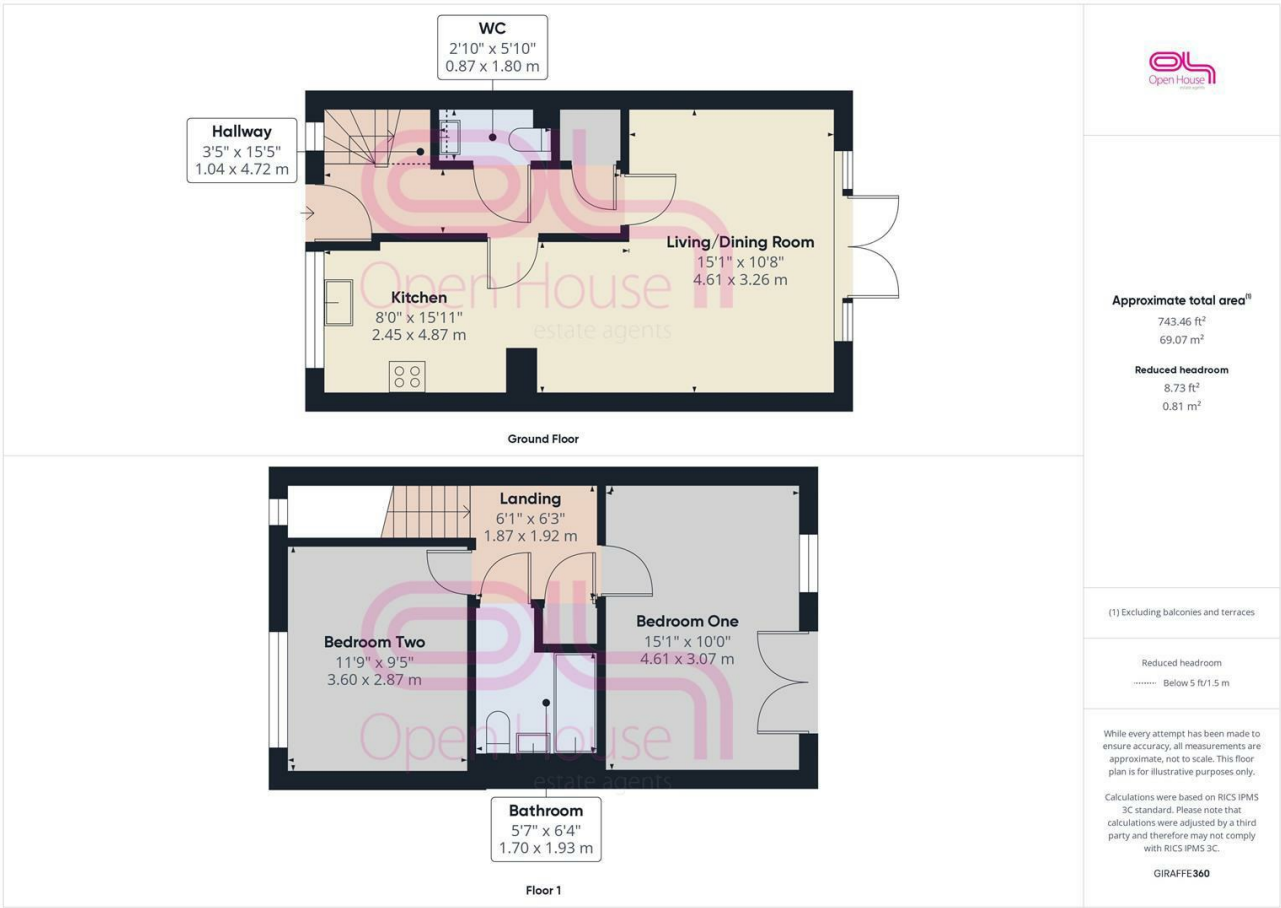 WC
2'10" x 5'10"
0.87 x 1.80 m
Hallway
3'5" x 15'5"
1.04 x 4.72 m
Living/Dining Room
15'1" x 10'8"
4.61 x 3.26 m
Kitchen
8'0" x 15'11"
2.45 x 4.87 m
Open House
estate agents
Ground Floor
Landing
6'1" x 6'3"
1.87 x 1.92 m
Bedroom Two
11'9" x 9'5"
3.60 x 2.87 m
Bedroom One
15'1" x 10'0"
4.61 x 3.07 m
Open House
estate agents
Bathroom
5'7" x 6'4"
1.70 x 1.93 m
Floor 1
Open House
estate agents
Approximate total area(1)
743.46 ft²
69.07 m²
Reduced headroom
8.73 ft²
0.81 m²
(1) Excluding balconies and terraces
Reduced headroom
Below 5 ft/1.5 m
While every attempt has been made to
ensure accuracy, all measurements are
approximate, not to scale. This floor
plan is for illustrative purposes only.
Calculations were based on RICS IPMS
3C standard. Please note that
calculations were adjusted by a third
party and therefore may not comply
with RICS IPMS 3C.
GIRAFFE360